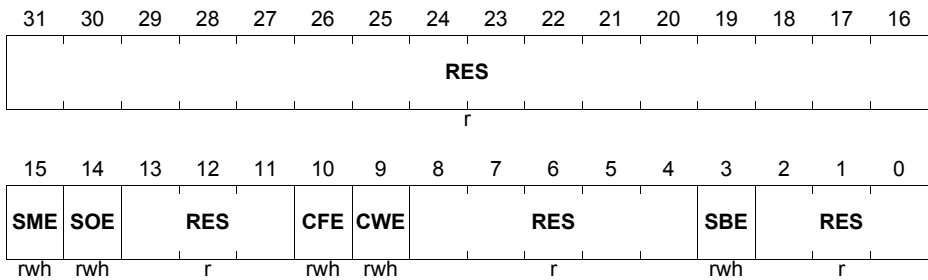 31 30 29 28 27 26 25 24 23 22 21 20 19 18 17 16
RES
r
15 14 13 12 11 10 9 8 7 6 5 4 3 2 1 0
SME SOE RES CFE CWE RES SBE RES
rwh rwh r rwh rwh r rwh r